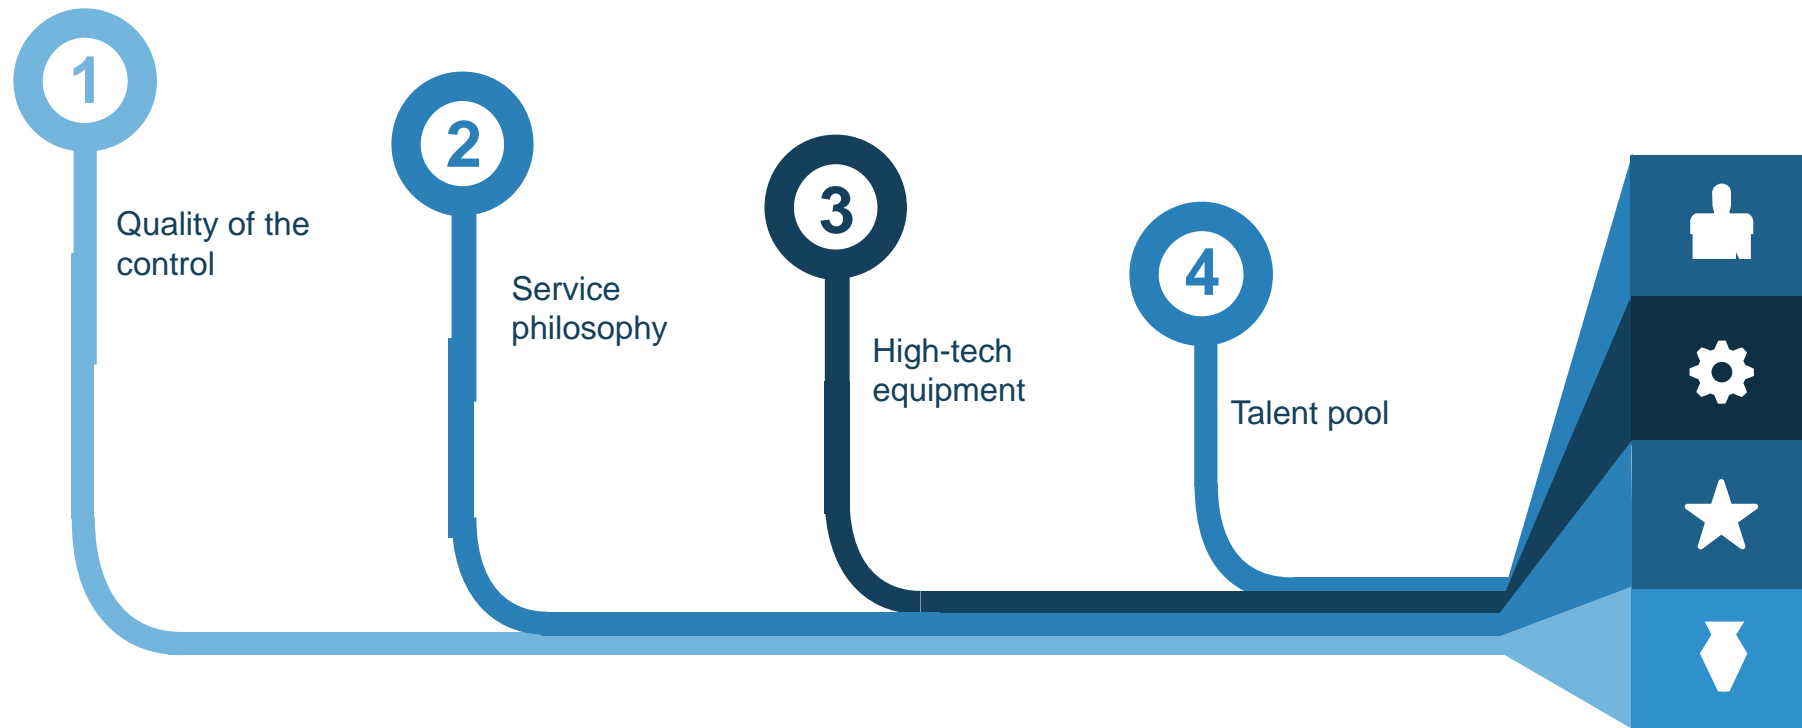 1
Quality of the
control
2
Service
philosophy
3
High-tech
equipment
4
Talent pool